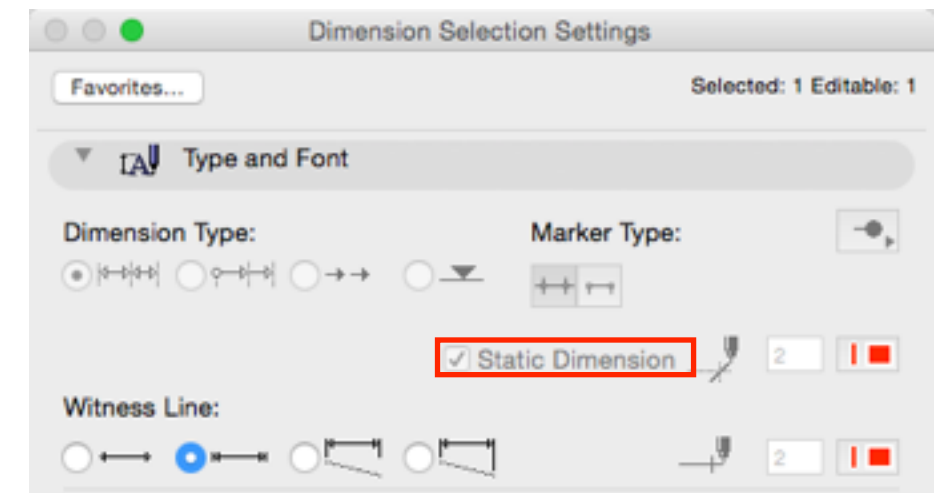 Dimension Selection Settings
Favorites...
Selected: 1 Editable: 1
Type and Font
Dimension Type:
Marker Type:
Static Dimension
2
Witness Line:
2